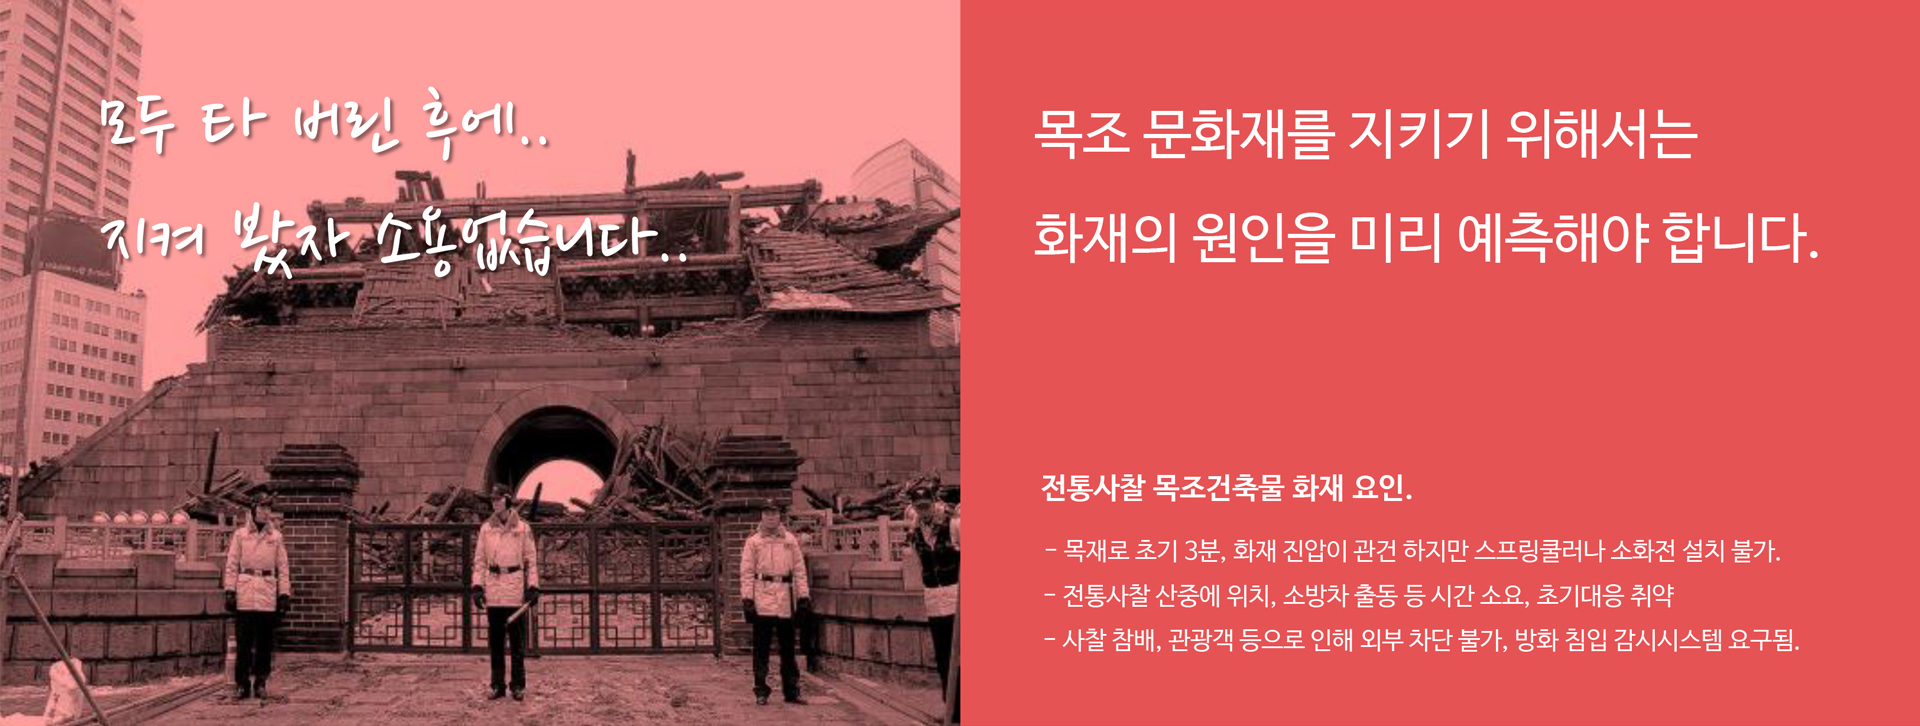 모두 타 버린 후에..
지켜 봤자 소용없습니다..
목조 문화재를 지키기 위해서는
화재의 원인을 미리 예측해야 합니다.
전통사찰 목조건축물 화재 요인.
- 목재로 초기 3분, 화재 진압이 관건 하지만 스프링쿨러나 소화전 설치 불가.
- 전통사찰 산중에 위치, 소방차 출동 등 시간 소요, 초기대응 취약
- 사찰 참배, 관광객 등으로 인해 외부 차단 불가, 방화 침입 감시시스템 요구됨.